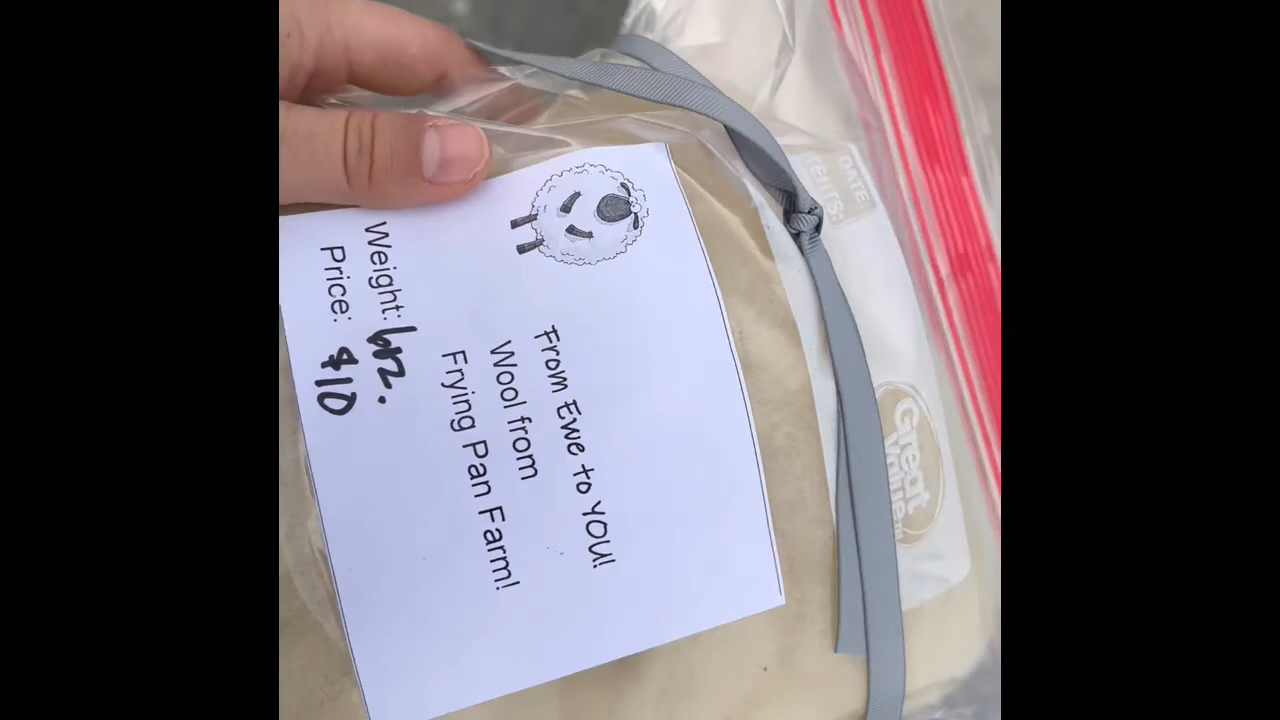 From Ewe to YOU!
Wool from
Frying Pan Farm!
Weight: 6oz.
Price: $10
DATE
Great
Value